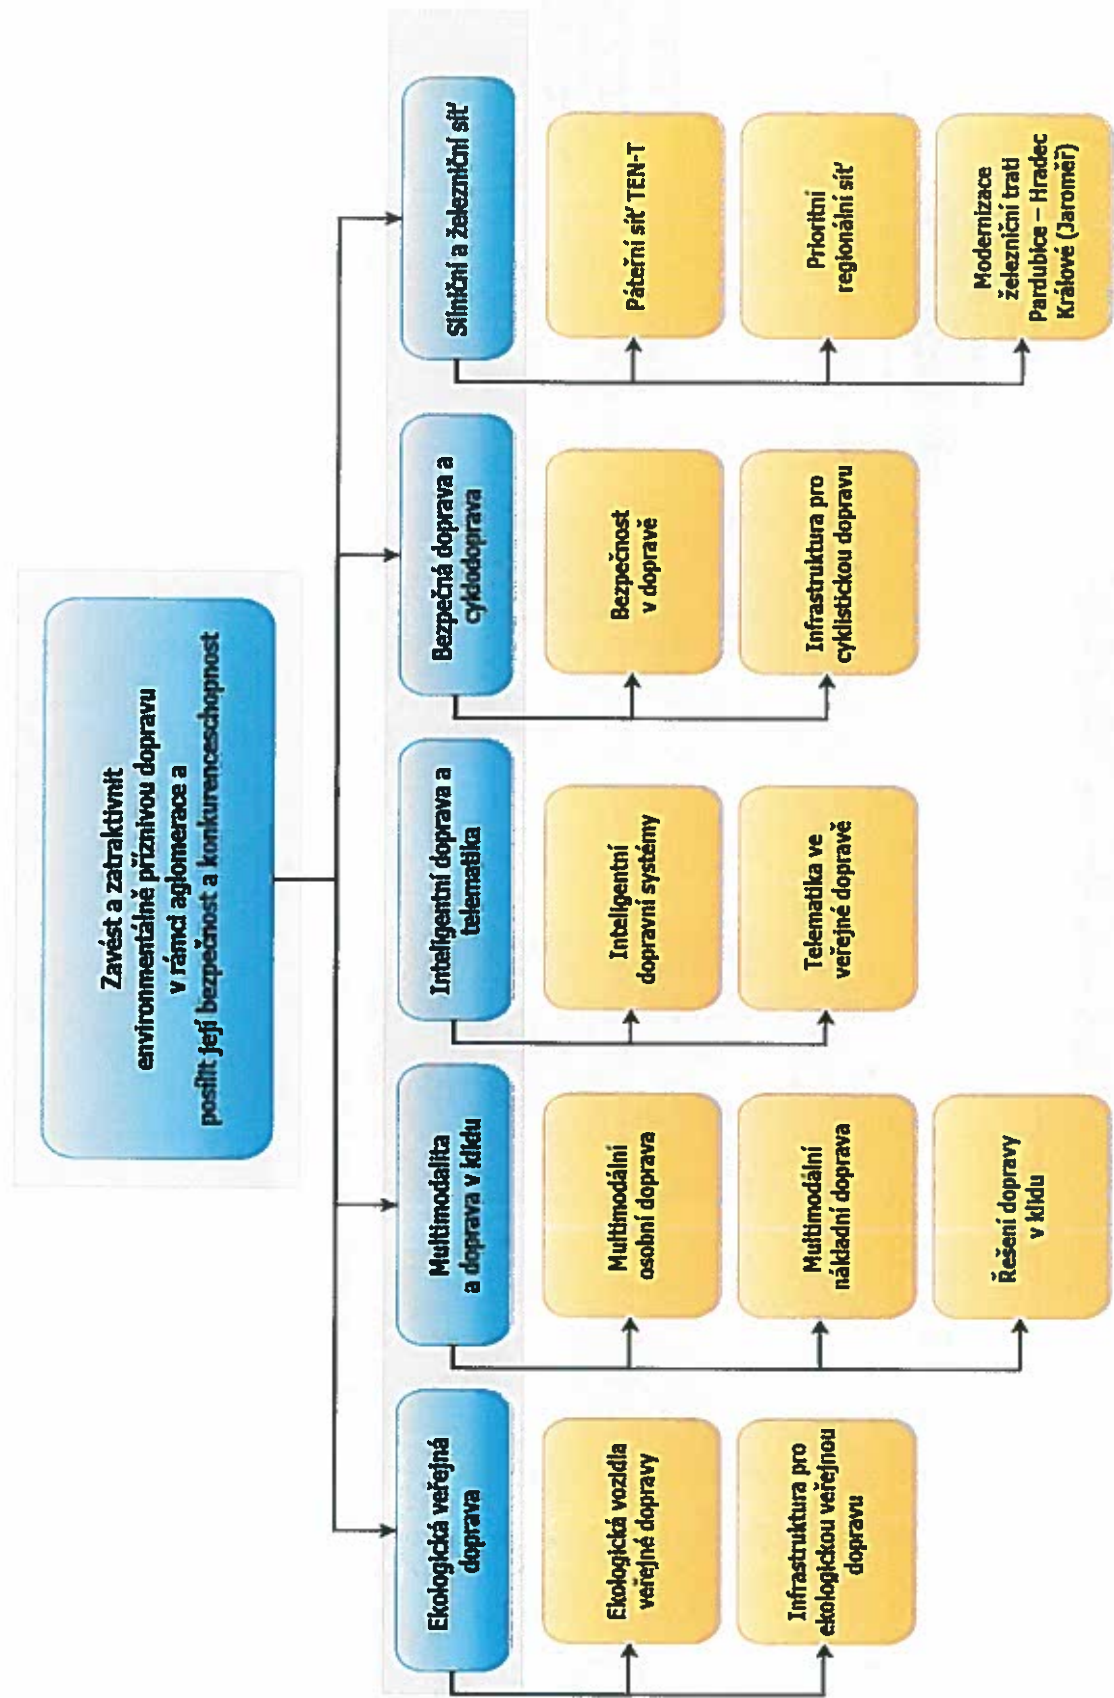 Zavést a zatraktivnit
environmentálně příznivou dopravu
v rámci aglomerace a
posílit její bezpečnost a konkurenceschopnost
Ekologická veřejná
doprava
Ekologická vozidla
veřejné dopravy
Infrastruktura pro
ekologickou veřejnou
dopravu
Multimodalita
a doprava v klidu
Multimodální
osobní doprava
Multimodální
nákladní doprava
Řešení dopravy
v klidu
Inteligentní doprava a
telematika
Inteligentní
dopravní systémy
Telematika ve
veřejné dopravě
Bezpečná doprava a
cyklodoprava
Bezpečnost
v dopravě
Infrastruktura pro
cyklistickou dopravu
Silniční a železniční síť
Páteřní síť TEN-T
Prioritní
regionální síť
Modernizace
železniční trati
Pardubice – Hradec
Králové (Jaroměř)